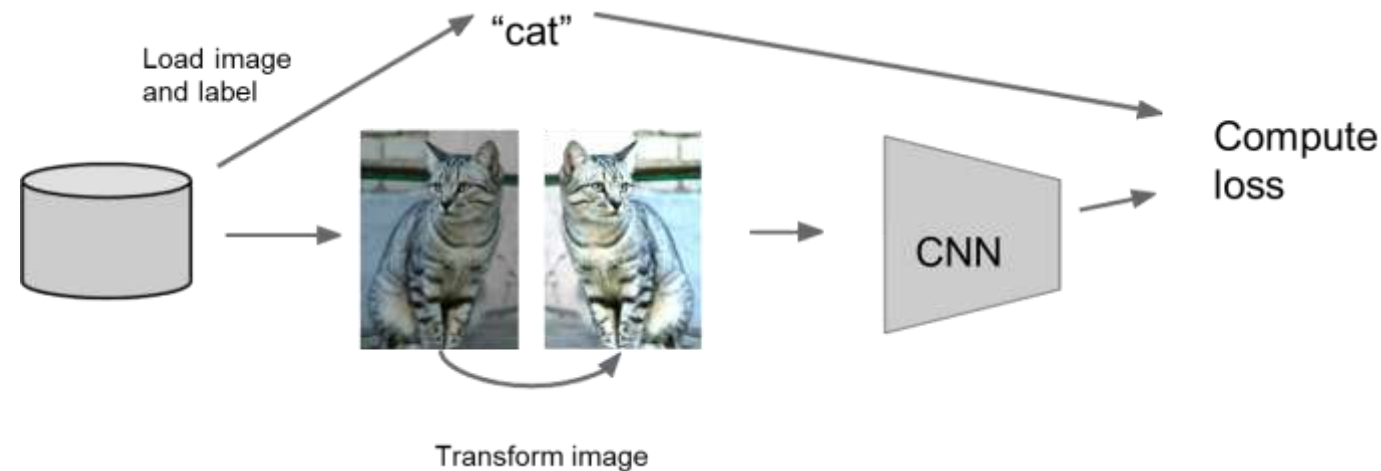 “cat”
Load image
and label
Compute
loss
CNN
Transform image